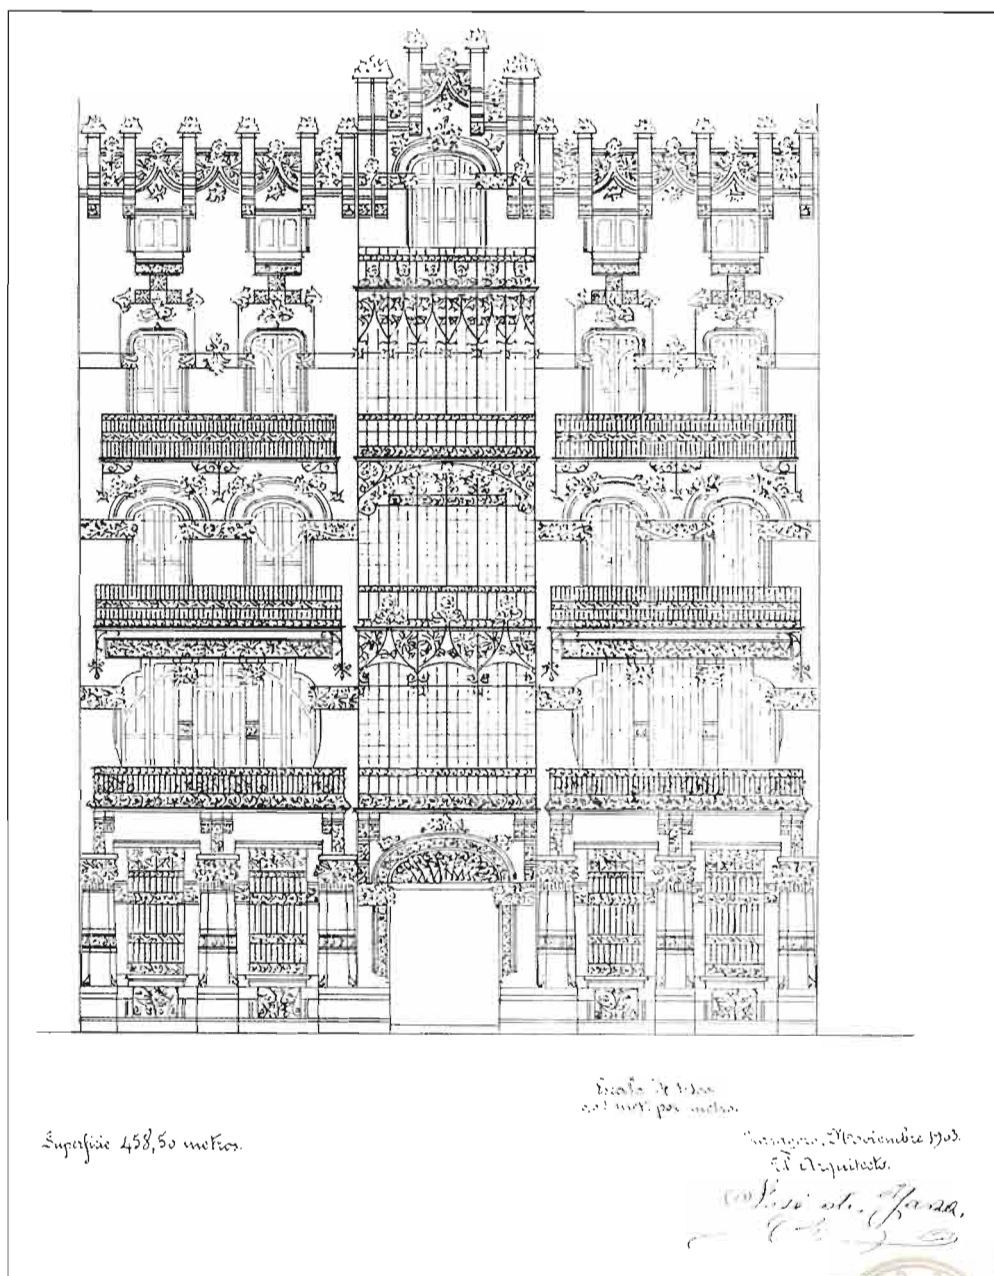 Escala de
por metro.
Superficie 458,50 metros.
Zaragoza, Noviembre 1903.
El Arquitecto.
José de Yarza.